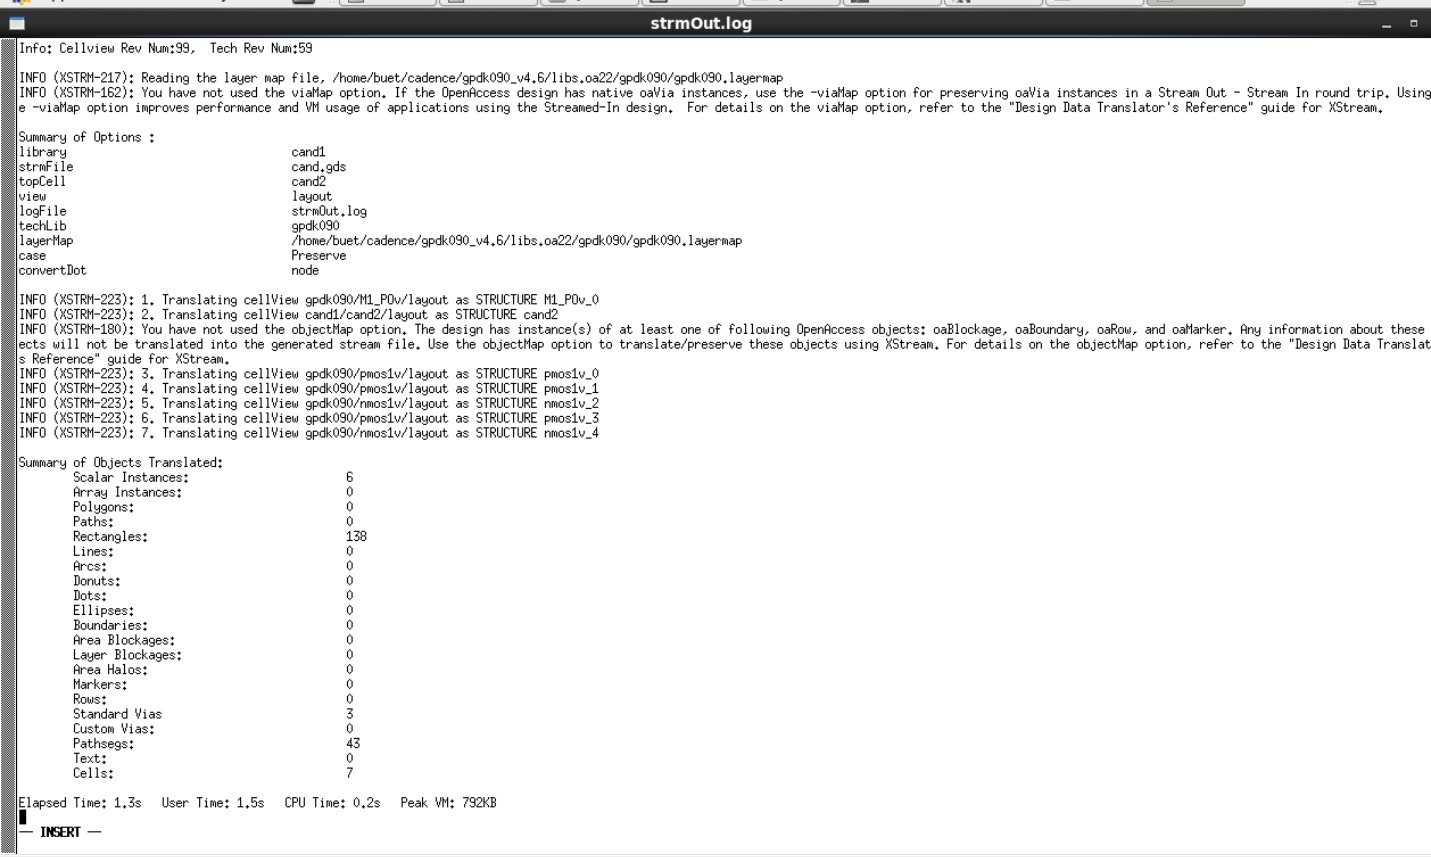 strmOut.log
Info: Cellview Rev Num:99,  Tech Rev Num:59
INFO (XSTRM-217): Reading the layer map file, /home/buet/cadence/gpdk090_v4.6/libs.oa22/gpdk090/gpdk090.layermap
INFO (XSTRM-162): You have not used the viaMap option. If the OpenAccess design has native oaVia instances, use the -viaMap option for preserving oaVia instances in a Stream Out - Stream In round trip. Using
e -viaMap option improves performance and VM usage of applications using the Streamed-In design.  For details on the viaMap option, refer to the "Design Data Translator's Reference" guide for XStream.
Summary of Options :
library cand1
strmFile cand.gds
topCell cand2
view layout
logFile strmOut.log
techLib gpdk090
layerMap /home/buet/cadence/gpdk090_v4.6/libs.oa22/gpdk090/gpdk090.layermap
case Preserve
convertDot node
INFO (XSTRM-223): 1. Translating cellView gpdk090/M1_POv/layout as STRUCTURE M1_POv_0
INFO (XSTRM-223): 2. Translating cellView cand1/cand2/layout as STRUCTURE cand2
INFO (XSTRM-180): You have not used the objectMap option. The design has instance(s) of at least one of following OpenAccess objects: oaBlockage, oaBoundary, oaRow, and oaMarker. Any information about these
ects will not be translated into the generated stream file. Use the objectMap option to translate/preserve these objects using XStream. For details on the objectMap option, refer to the "Design Data Translat
s Reference" guide for XStream.
INFO (XSTRM-223): 3. Translating cellView gpdk090/pmos1v/layout as STRUCTURE pmos1v_0
INFO (XSTRM-223): 4. Translating cellView gpdk090/pmos1v/layout as STRUCTURE pmos1v_1
INFO (XSTRM-223): 5. Translating cellView gpdk090/nmos1v/layout as STRUCTURE nmos1v_2
INFO (XSTRM-223): 6. Translating cellView gpdk090/pmos1v/layout as STRUCTURE pmos1v_3
INFO (XSTRM-223): 7. Translating cellView gpdk090/nmos1v/layout as STRUCTURE nmos1v_4
Summary of Objects Translated:
Scalar Instances: 6
Array Instances: 0
Polygons: 0
Paths: 0
Rectangles: 138
Lines: 0
Arcs: 0
Donuts: 0
Dots: 0
Ellipses: 0
Boundaries: 0
Area Blockages: 0
Layer Blockages: 0
Area Halos: 0
Markers: 0
Rows: 0
Standard Vias 3
Custom Vias: 0
Pathsegs: 43
Text: 0
Cells: 7
Elapsed Time: 1.3s   User Time: 1.5s   CPU Time: 0.2s   Peak VM: 792KB
-- INSERT --